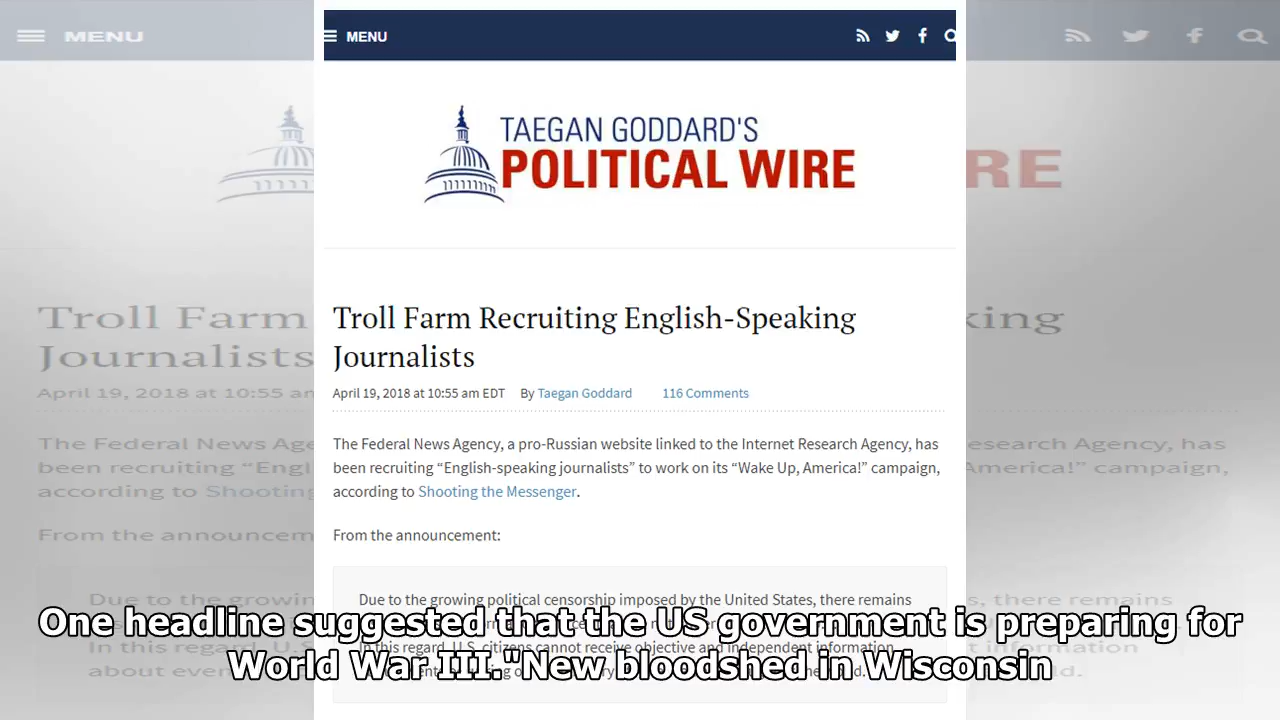 MENU
TAEGAN GODDARD'S
POLITICAL WIRE
Troll Farm Recruiting English-Speaking
Journalists
April 19, 2018 at 10:55 am EDT By Taegan Goddard 116 Comments
The Federal News Agency, a pro-Russian website linked to the Internet Research Agency, has
been recruiting “English-speaking journalists” to work on its “Wake Up, America!” campaign,
according to Shooting the Messenger.
From the announcement:
Due to the growing political censorship imposed by the United States, there remains
In this regard, U.S. citizens cannot receive objective and independent information
One headline suggested that the US government is preparing for
World War III."New bloodshed in Wisconsin